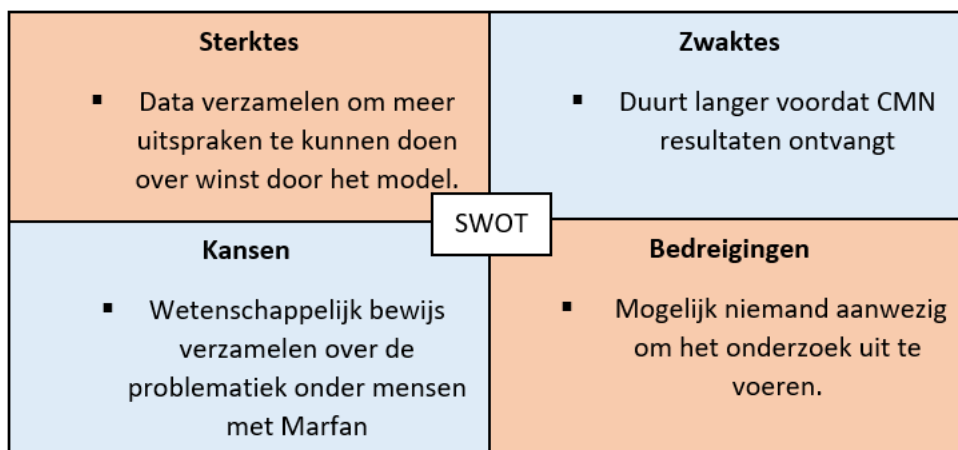 Sterktes
▪ Data verzamelen om meer
uitspraken te kunnen doen
over winst door het model.
Zwaktes
▪ Duurt langer voordat CMN
resultaten ontvangt
SWOT
Kansen
▪ Wetenschappelijk bewijs
verzamelen over de
problematiek onder mensen
met Marfan
Bedreigingen
▪ Mogelijk niemand aanwezig
om het onderzoek uit te
voeren.